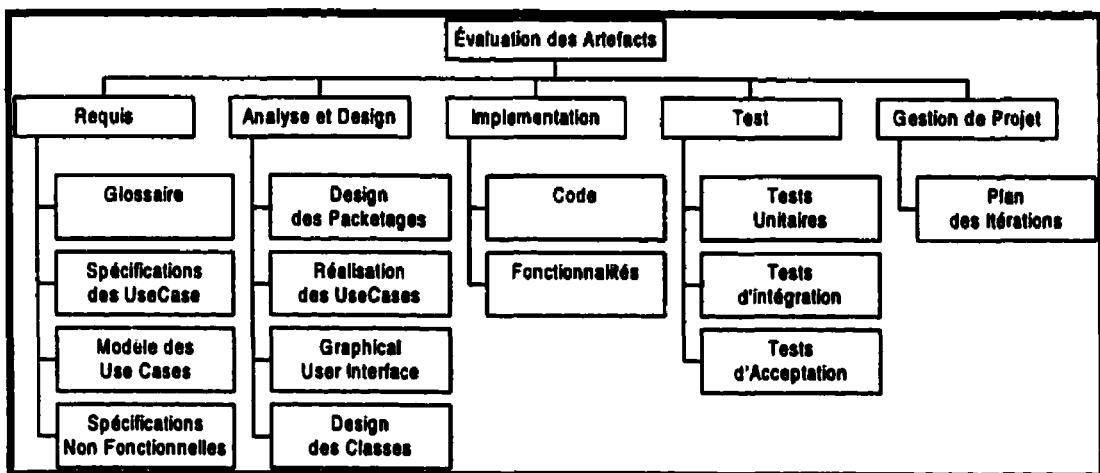 Évaluation des Artefacts
Requis
Analyse et Design
Implementation
Test
Gestion de Projet
Glossaire
Spécifications
des UseCase
Modèle des
Use Cases
Spécifications
Non Fonctionnelles
Design
des Packetages
Réalisation
des UseCases
Graphical
User Interface
Design
des Classes
Code
Fonctionnalités
Tests
Unitaires
Tests
d'intégration
Tests
d'Acceptation
Plan
des Itérations